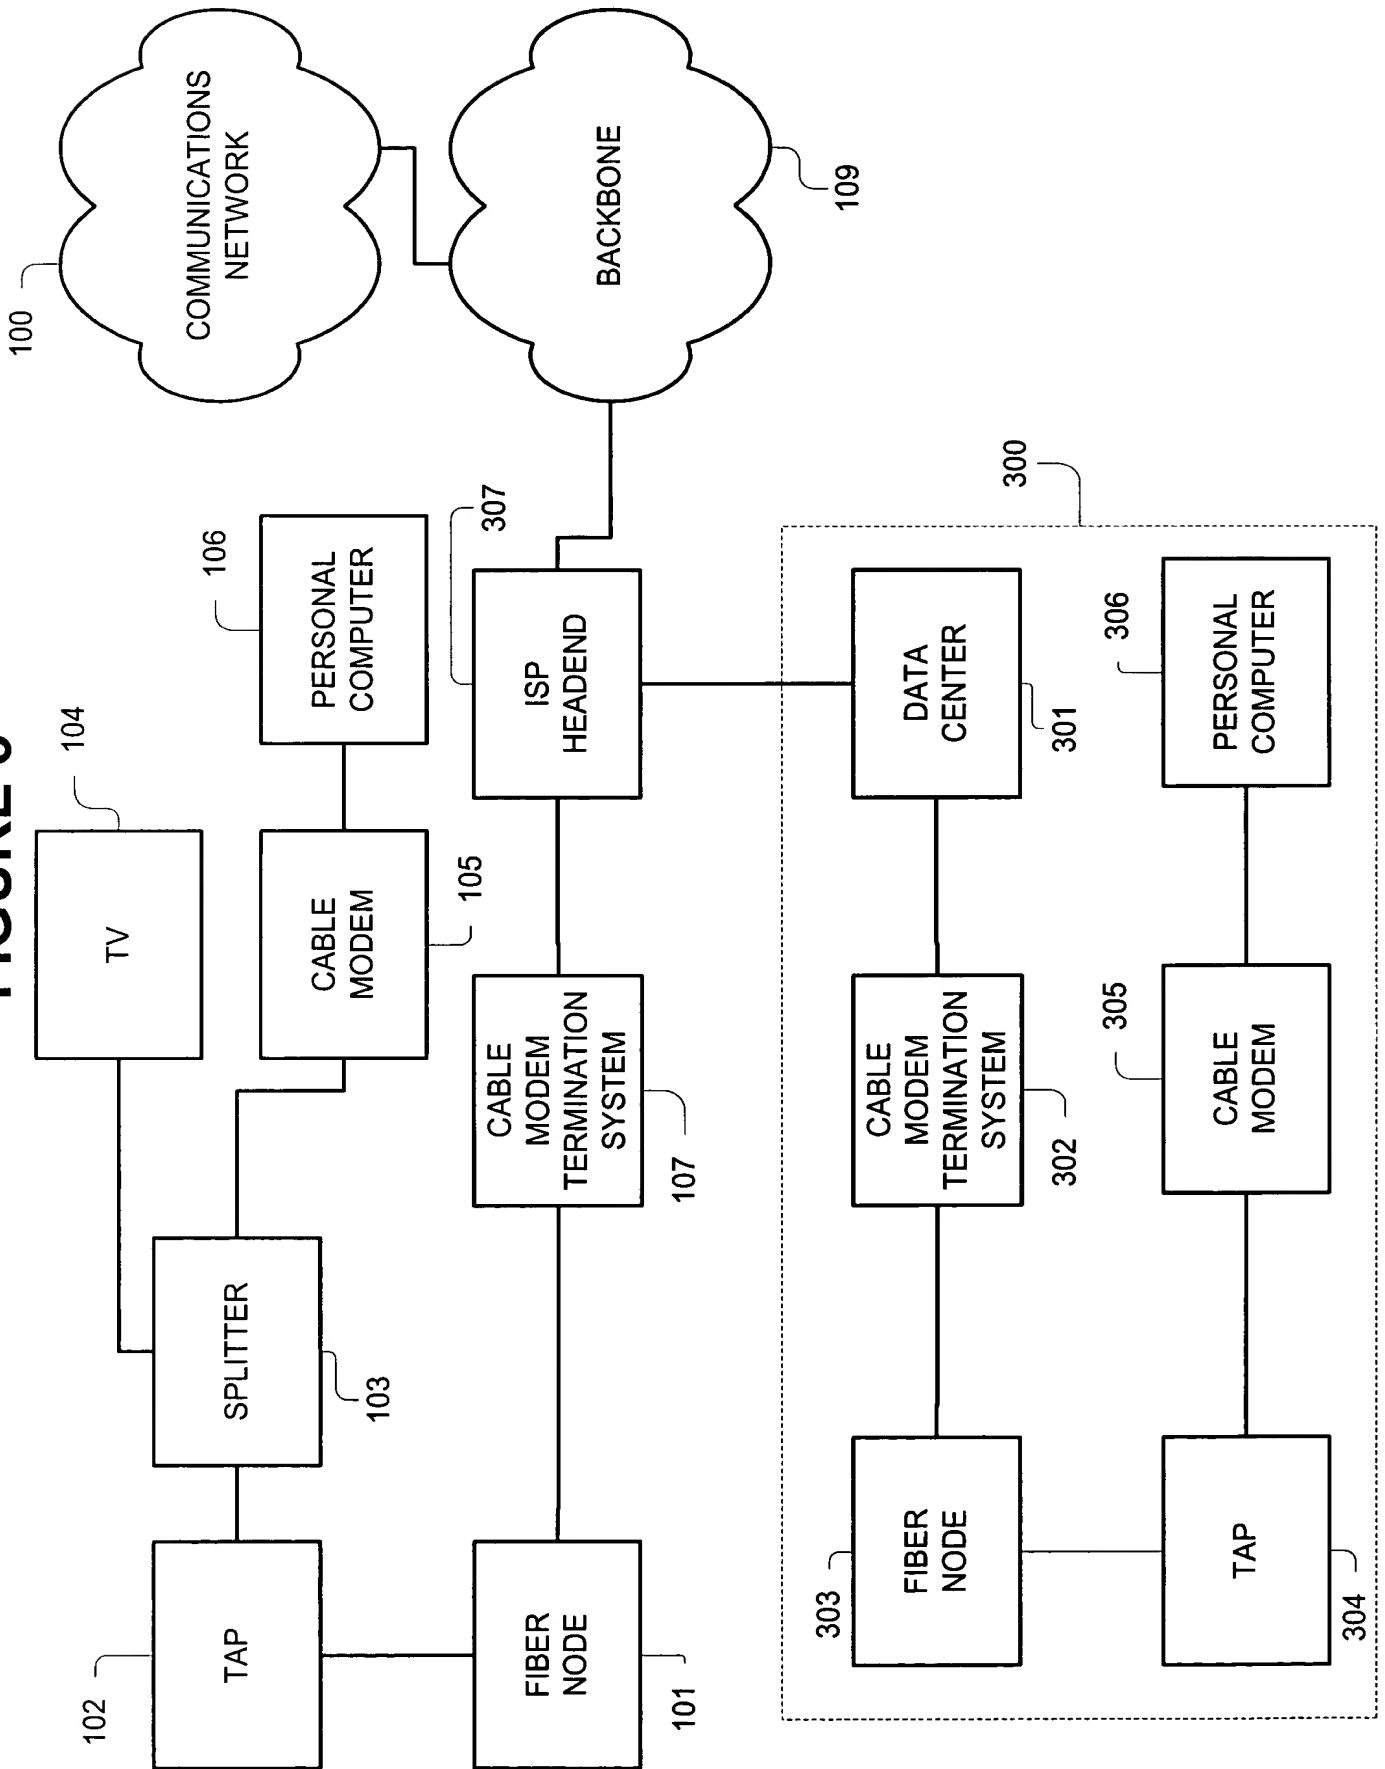 FIGURE
100
COMMUNICATIONS
NETWORK
104
TV
102
TAP
SPLITTER
103
106
PERSONAL
COMPUTER
CABLE
MODEM
105
307
FIBER
NODE
101
CABLE
MODEM
TERMINATION
SYSTEM
107
ISP
HEADEND
BACKBONE
109
300
303
FIBER
NODE
CABLE
MODEM
TERMINATION
SYSTEM
302
DATA
CENTER
301
305
306
TAP
304
CABLE
MODEM
PERSONAL
COMPUTER